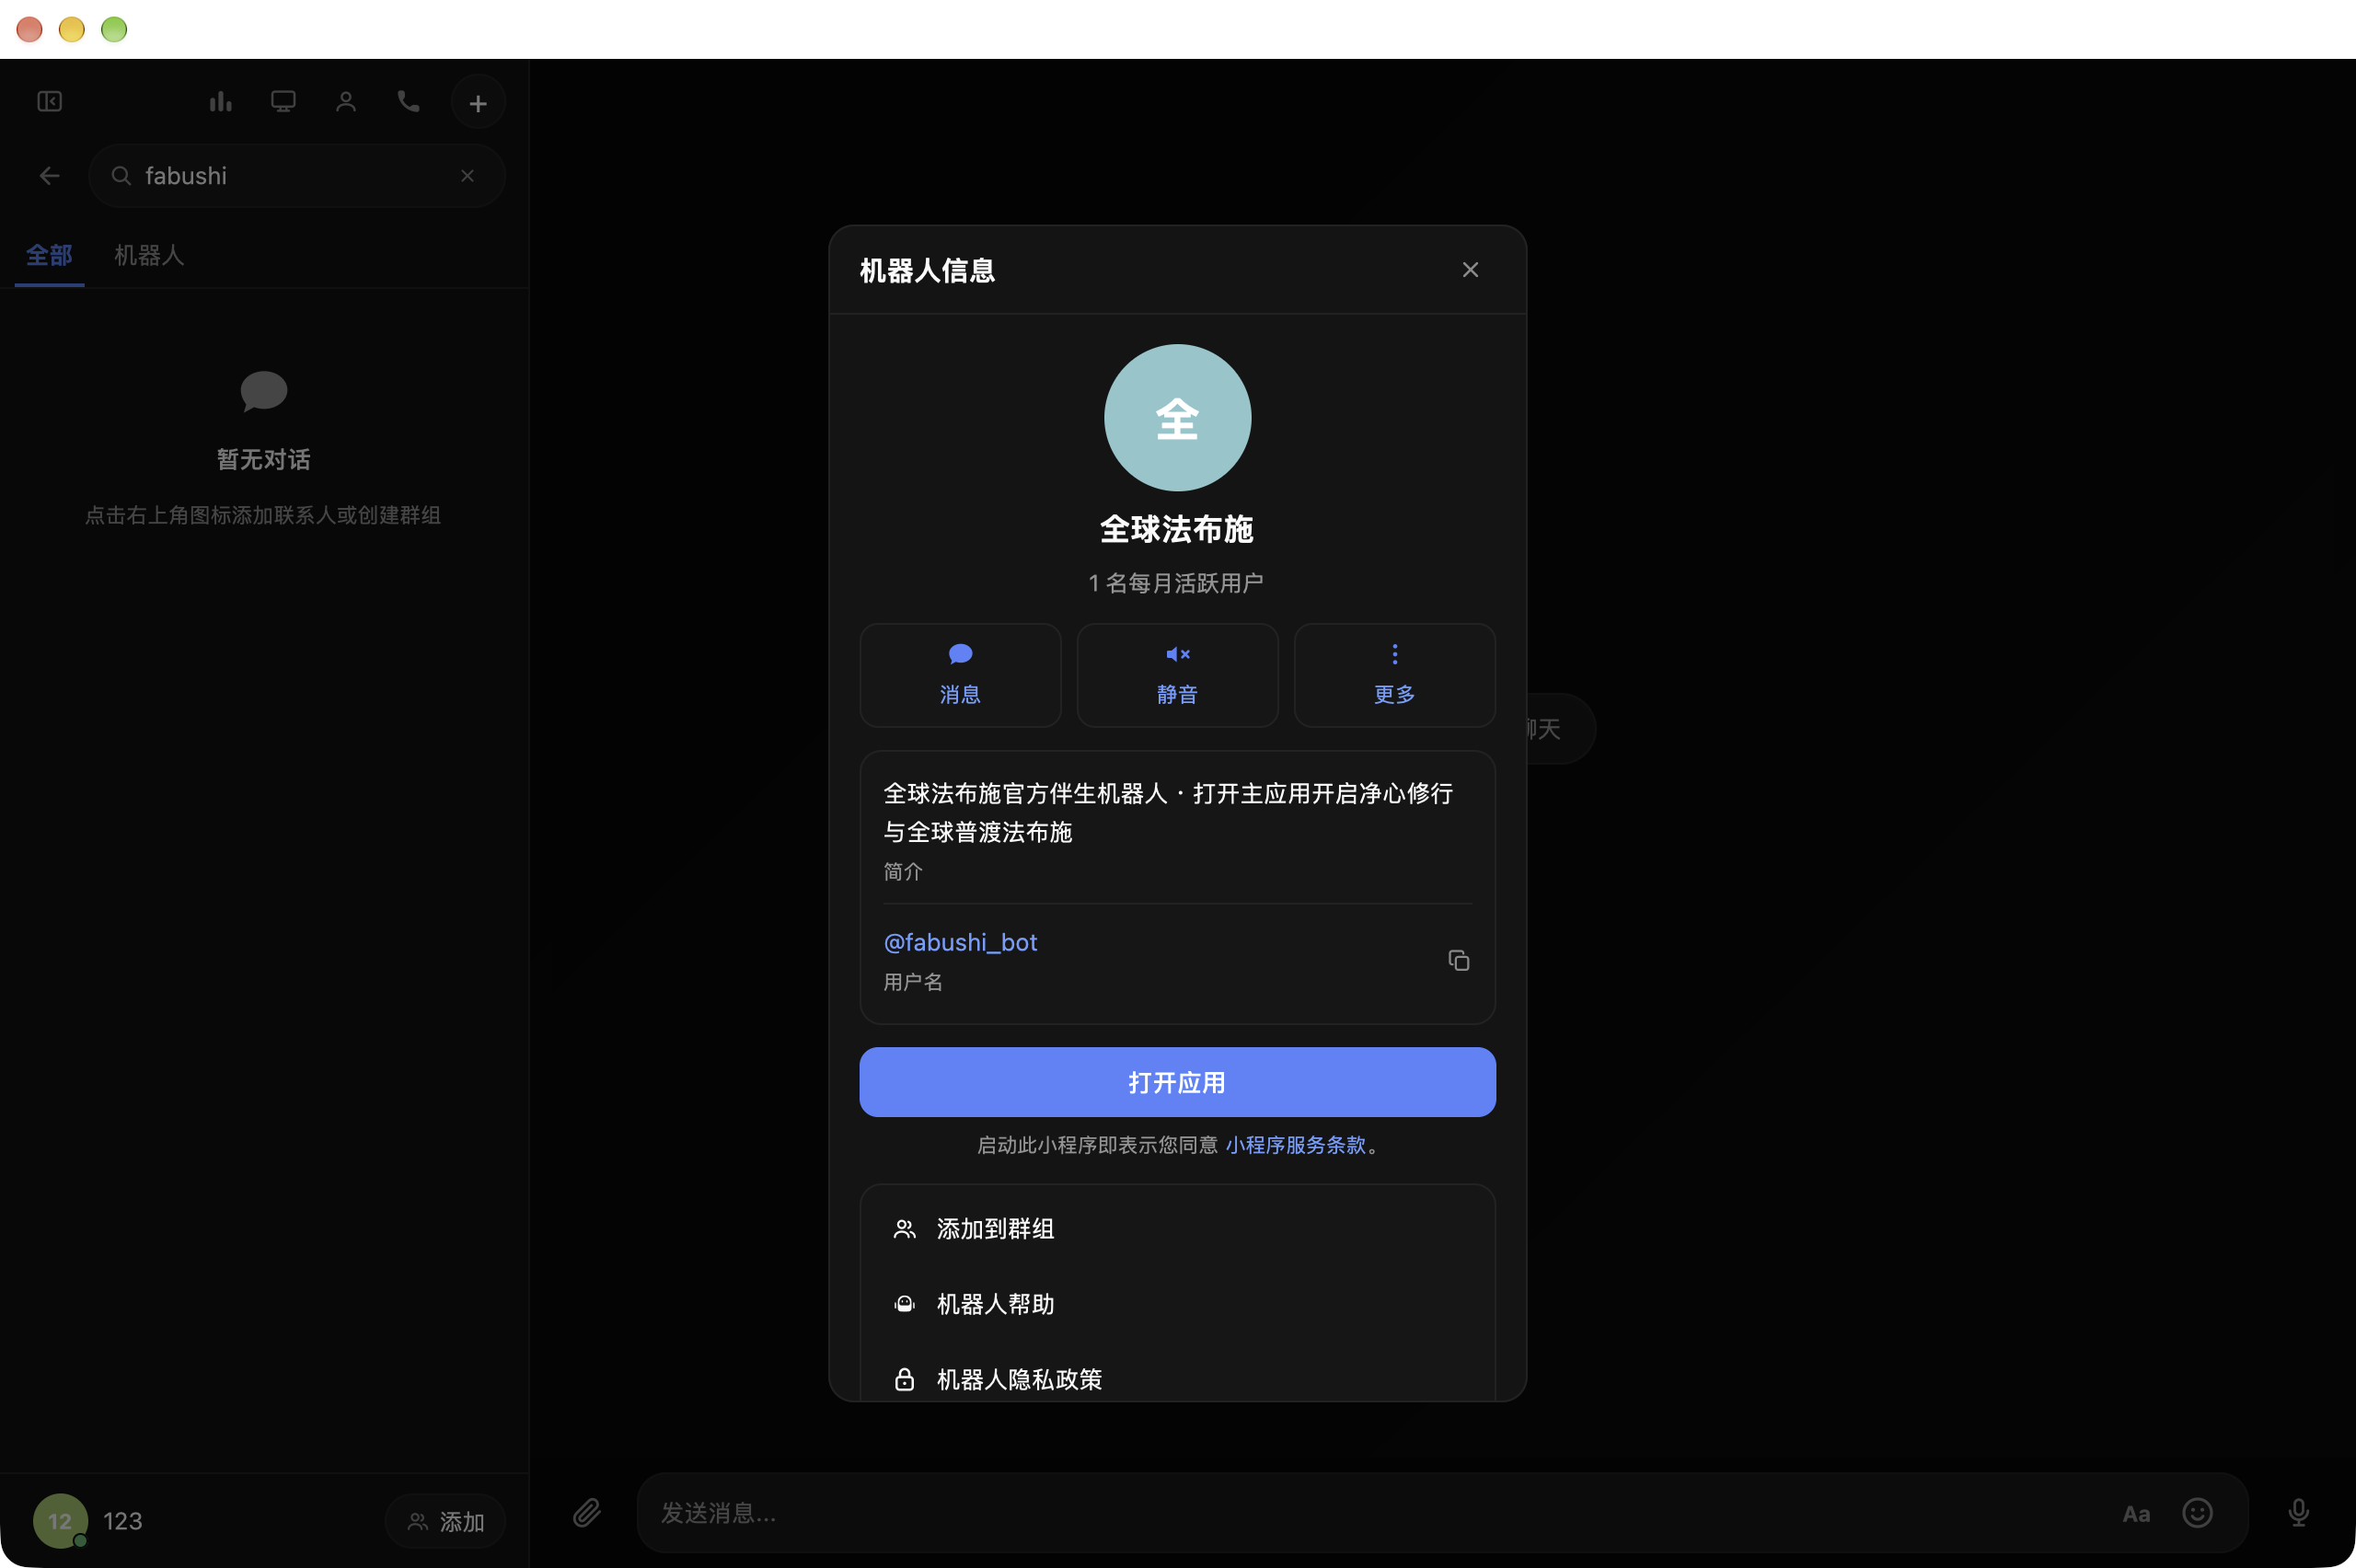 fabushi
全部
机器人
暂无对话
点击右上角图标添加联系人或创建群组
12
123
添加
机器人信息
全
全球法布施
1 名每月活跃用户
消息
静音
更多
全球法布施官方伴生机器人 · 打开主应用开启净心修行
与全球普渡法布施
简介
@fabushi_bot
用户名
打开应用
启动此小程序即表示您同意 小程序服务条款。
添加到群组
机器人帮助
机器人隐私政策
聊天
发送消息...
Aa